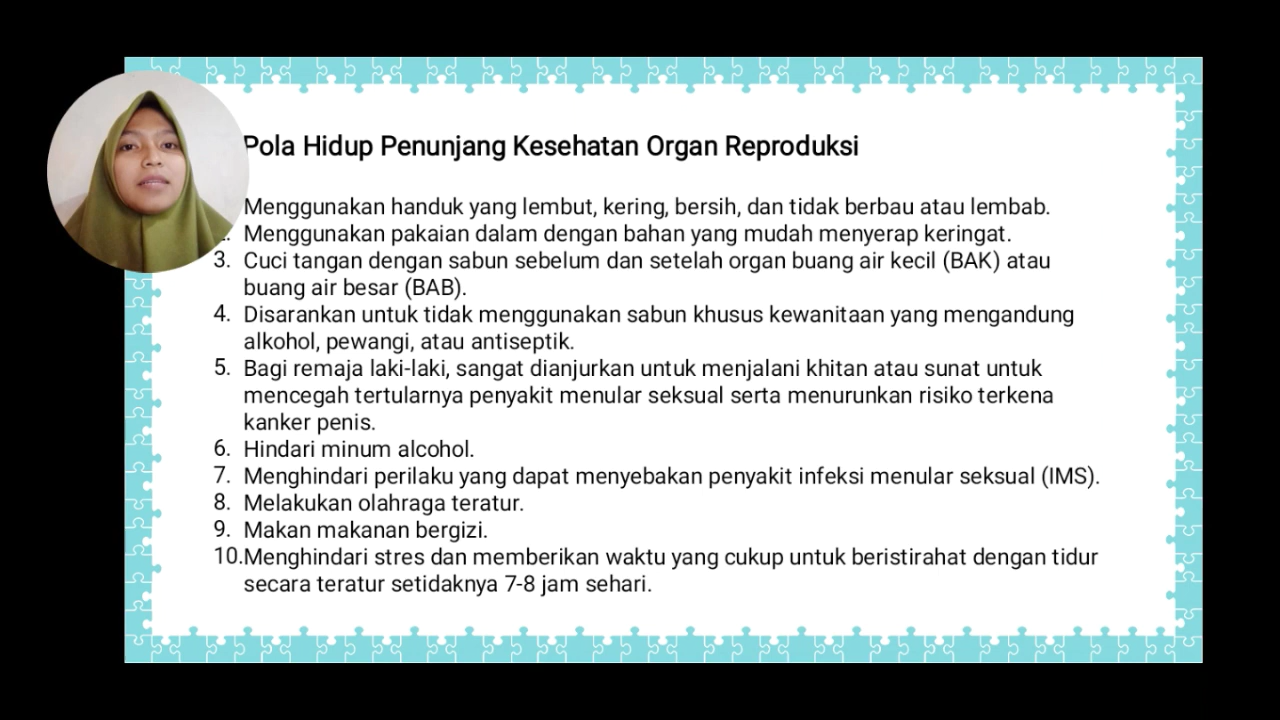 Pola Hidup Penunjang Kesehatan Organ Reproduksi
Menggunakan handuk yang lembut, kering, bersih, dan tidak berbau atau lembab.
Menggunakan pakaian dalam dengan bahan yang mudah menyerap keringat.
3. Cuci tangan dengan sabun sebelum dan setelah organ buang air kecil (BAK) atau
buang air besar (BAB).
4. Disarankan untuk tidak menggunakan sabun khusus kewanitaan yang mengandung
alkohol, pewangi, atau antiseptik.
5. Bagi remaja laki-laki, sangat dianjurkan untuk menjalani khitan atau sunat untuk
mencegah tertularnya penyakit menular seksual serta menurunkan risiko terkena
kanker penis.
6. Hindari minum alcohol.
7. Menghindari perilaku yang dapat menyebakan penyakit infeksi menular seksual (IMS).
8. Melakukan olahraga teratur.
9. Makan makanan bergizi.
10.Menghindari stres dan memberikan waktu yang cukup untuk beristirahat dengan tidur
secara teratur setidaknya 7-8 jam sehari.